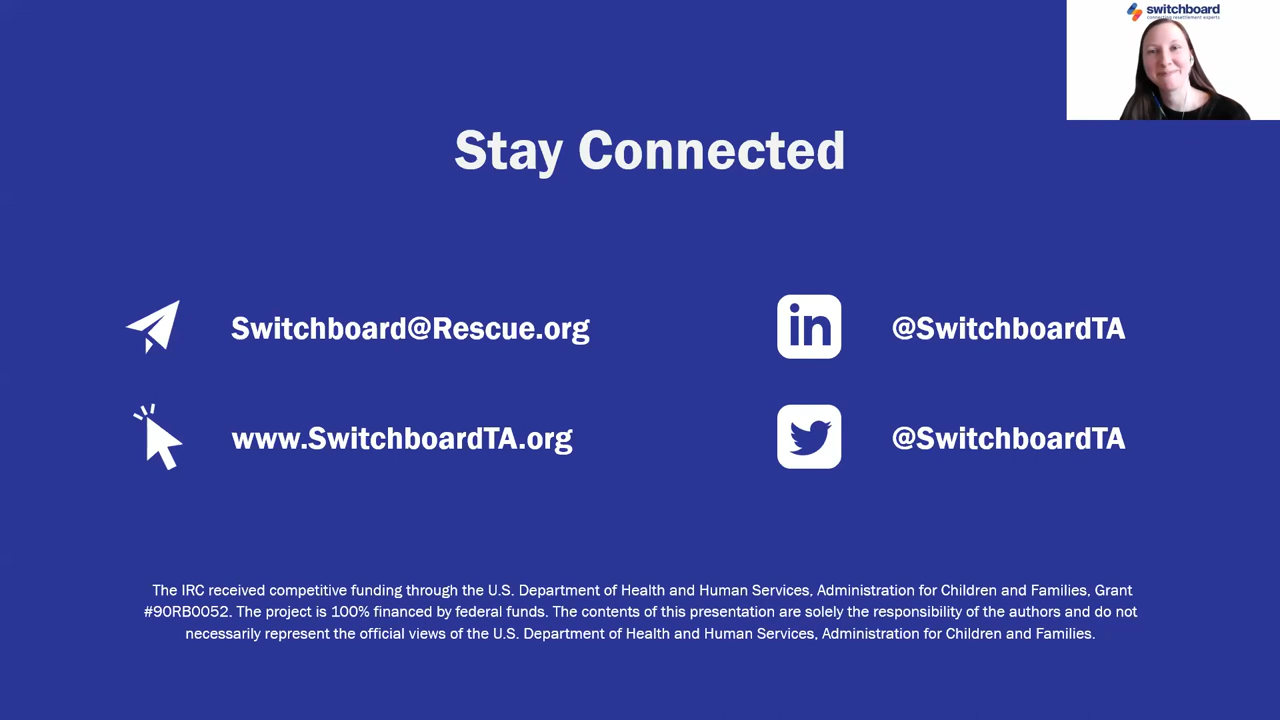 switchboard
connecting resettlement experts
Stay Connected
Switchboard@Rescue.org
in @SwitchboardTA
www.SwitchboardTA.org
@SwitchboardTA
The IRC received competitive funding through the U.S. Department of Health and Human Services, Administration for Children and Families, Grant
#90RB0052. The project is 100% financed by federal funds. The contents of this presentation are solely the responsibility of the authors and do not
necessarily represent the official views of the U.S. Department of Health and Human Services, Administration for Children and Families.